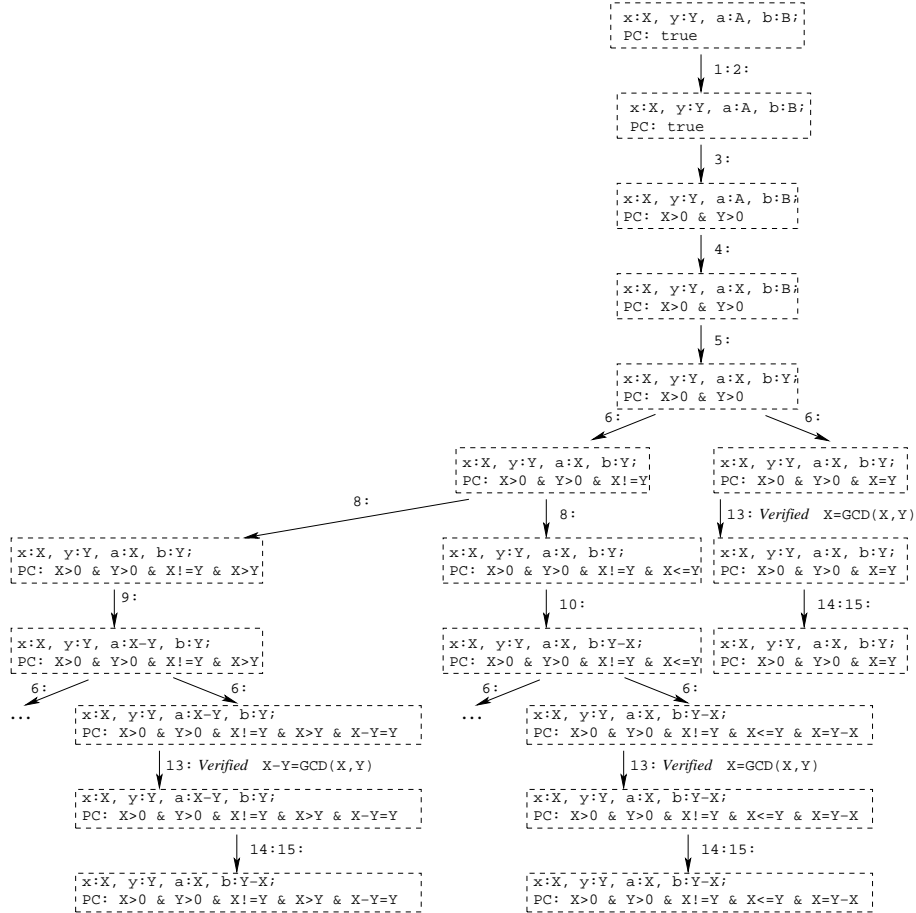 x:X, y:Y, a:A, b:B;
PC: true
1:2:
x:X, y:Y, a:A, b:B;
PC: true
3:
x:X, y:Y, a:A, b:B;
PC: X>0 & Y>0
4:
x:X, y:Y, a:X, b:B;
PC: X>0 & Y>0
5:
x:X, y:Y, a:X, b:Y;
PC: X>0 & Y>0
6:
6:
x:X, y:Y, a:X, b:Y;
PC: X>0 & Y>0 & X!=Y
x:X, y:Y, a:X, b:Y;
PC: X>0 & Y>0 & X=Y
8:
8:
13: Verified X=GCD(X,Y)
x:X, y:Y, a:X, b:Y;
PC: X>0 & Y>0 & X!=Y & X>Y
x:X, y:Y, a:X, b:Y;
PC: X>0 & Y>0 & X!=Y & X<=Y
x:X, y:Y, a:X, b:Y;
PC: X>0 & Y>0 & X=Y
9:
10:
14:15:
x:X, y:Y, a:X-Y, b:Y;
PC: X>0 & Y>0 & X!=Y & X>Y
x:X, y:Y, a:X, b:Y-X;
PC: X>0 & Y>0 & X!=Y & X<=Y
x:X, y:Y, a:X, b:Y;
PC: X>0 & Y>0 & X=Y
6:
6:
6:
6:
...
...
x:X, y:Y, a:X-Y, b:Y;
PC: X>0 & Y>0 & X!=Y & X>Y & X-Y=Y
x:X, y:Y, a:X, b:Y-X;
PC: X>0 & Y>0 & X!=Y & X<=Y & X=Y-X
13: Verified X-Y=GCD(X,Y)
13: Verified X=GCD(X,Y)
x:X, y:Y, a:X-Y, b:Y;
PC: X>0 & Y>0 & X!=Y & X>Y & X-Y=Y
x:X, y:Y, a:X, b:Y-X;
PC: X>0 & Y>0 & X!=Y & X<=Y & X=Y-X
14:15:
14:15:
x:X, y:Y, a:X, b:Y-X;
PC: X>0 & Y>0 & X!=Y & X>Y & X-Y=Y
x:X, y:Y, a:X, b:Y-X;
PC: X>0 & Y>0 & X!=Y & X<=Y & X=Y-X